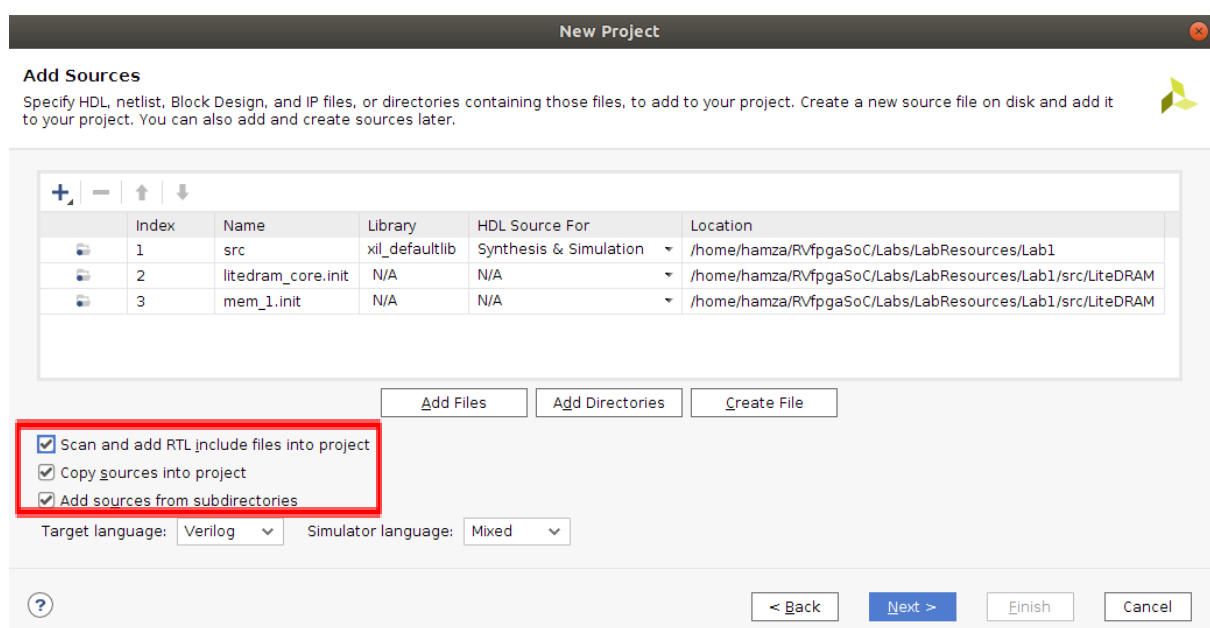 New Project
Add Sources
Specify HDL, netlist, Block Design, and IP files, or directories containing those files, to add to your project. Create a new source file on disk and add it
to your project. You can also add and create sources later.
Index Name Library HDL Source For Location
1 src xil_defaultlib Synthesis & Simulation /home/hamza/RVfpgaSoC/Labs/LabResources/Lab1
2 litedram_core.init N/A N/A /home/hamza/RVfpgaSoC/Labs/LabResources/Lab1/src/LiteDRAM
3 mem_1.init N/A N/A /home/hamza/RVfpgaSoC/Labs/LabResources/Lab1/src/LiteDRAM
Add Files Add Directories Create File
Scan and add RTL include files into project
Copy sources into project
Add sources from subdirectories
Target language: Verilog Simulator language: Mixed
? < Back Next > Finish Cancel